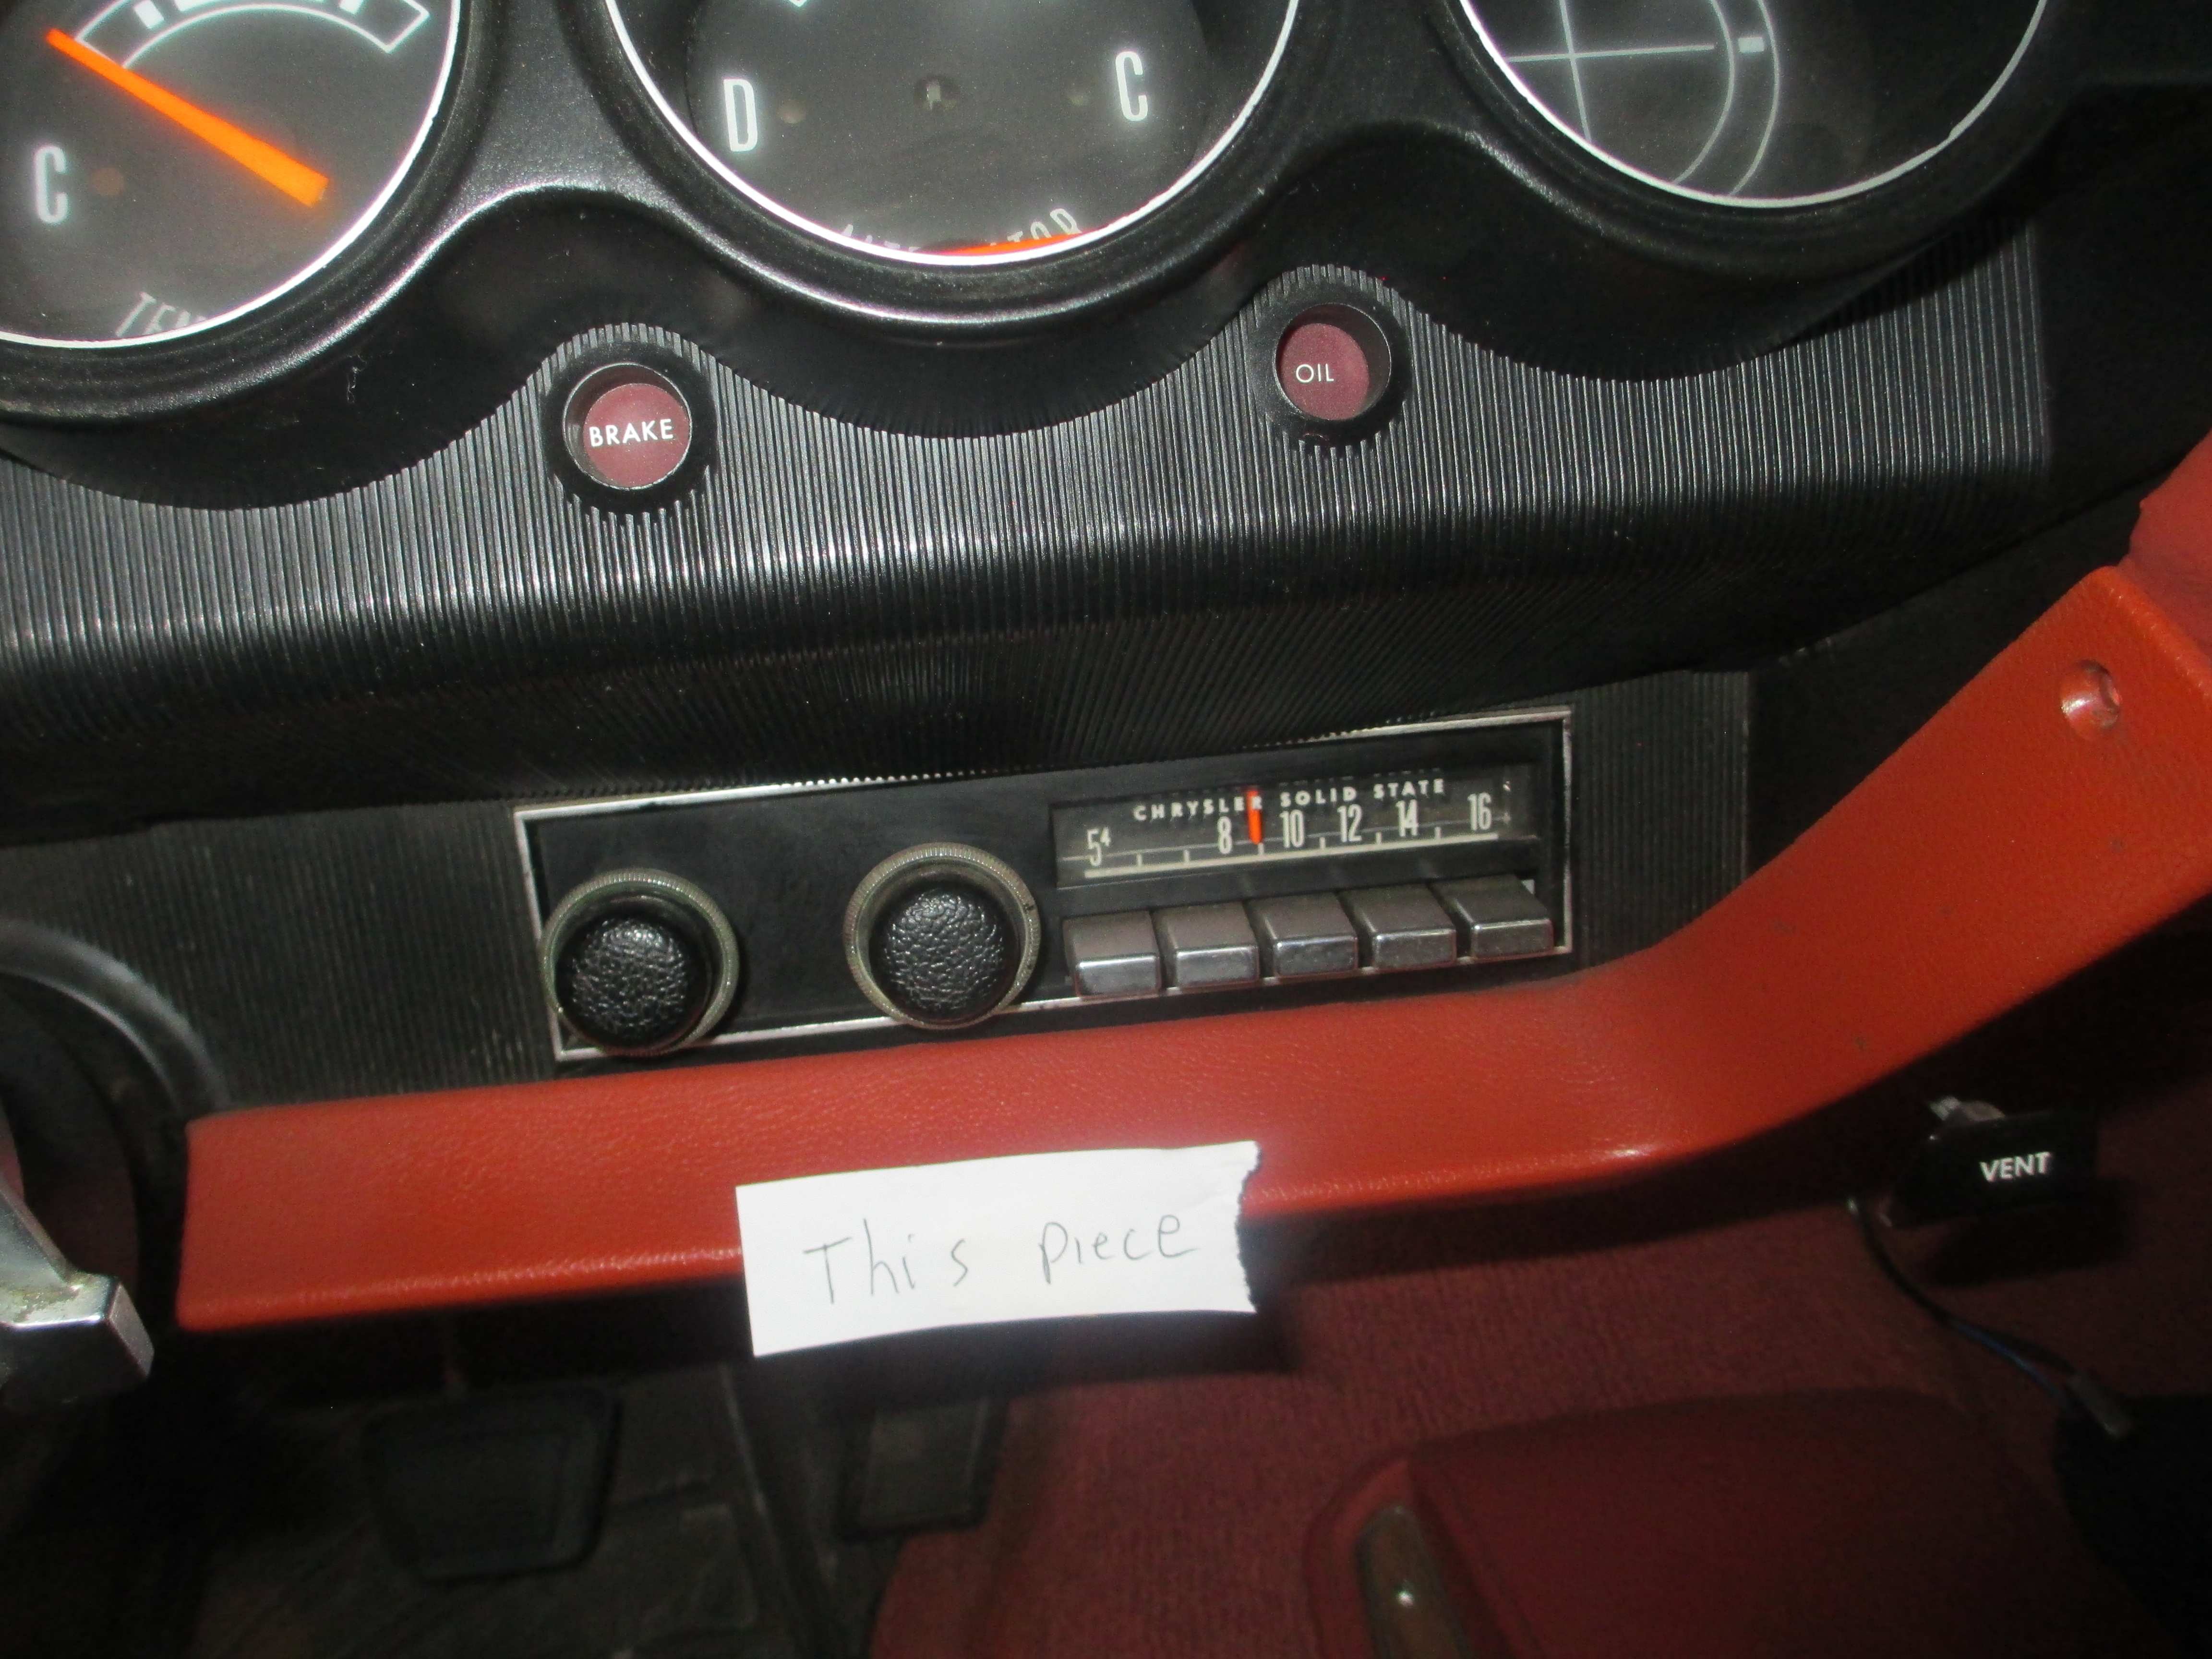 D C
C
BRAKE
OIL
CHRYSLER SOLID STATE
5⁴ 8 10 12 14 16
VENT
This piece